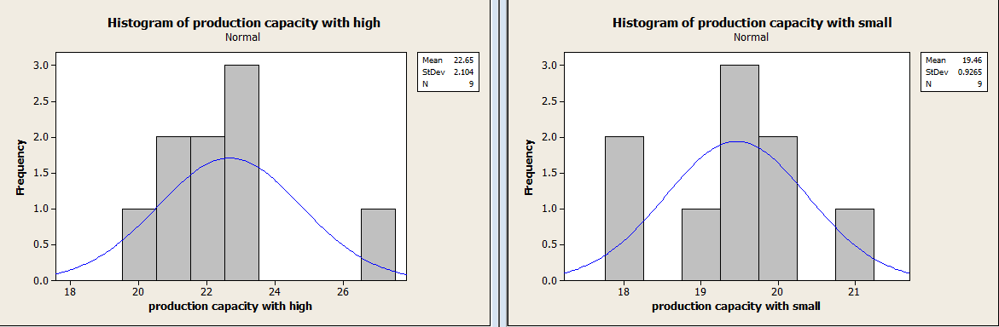 Histogram of production capacity with high
Normal
Mean 22.65
StDev 2.104
N 9
Frequency
3.0
2.5
2.0
1.5
1.0
0.5
0.0
18 20 22 24 26
production capacity with high
Histogram of production capacity with small
Normal
Mean 19.46
StDev 0.9265
N 9
Frequency
3.0
2.5
2.0
1.5
1.0
0.5
0.0
18 19 20 21
production capacity with small